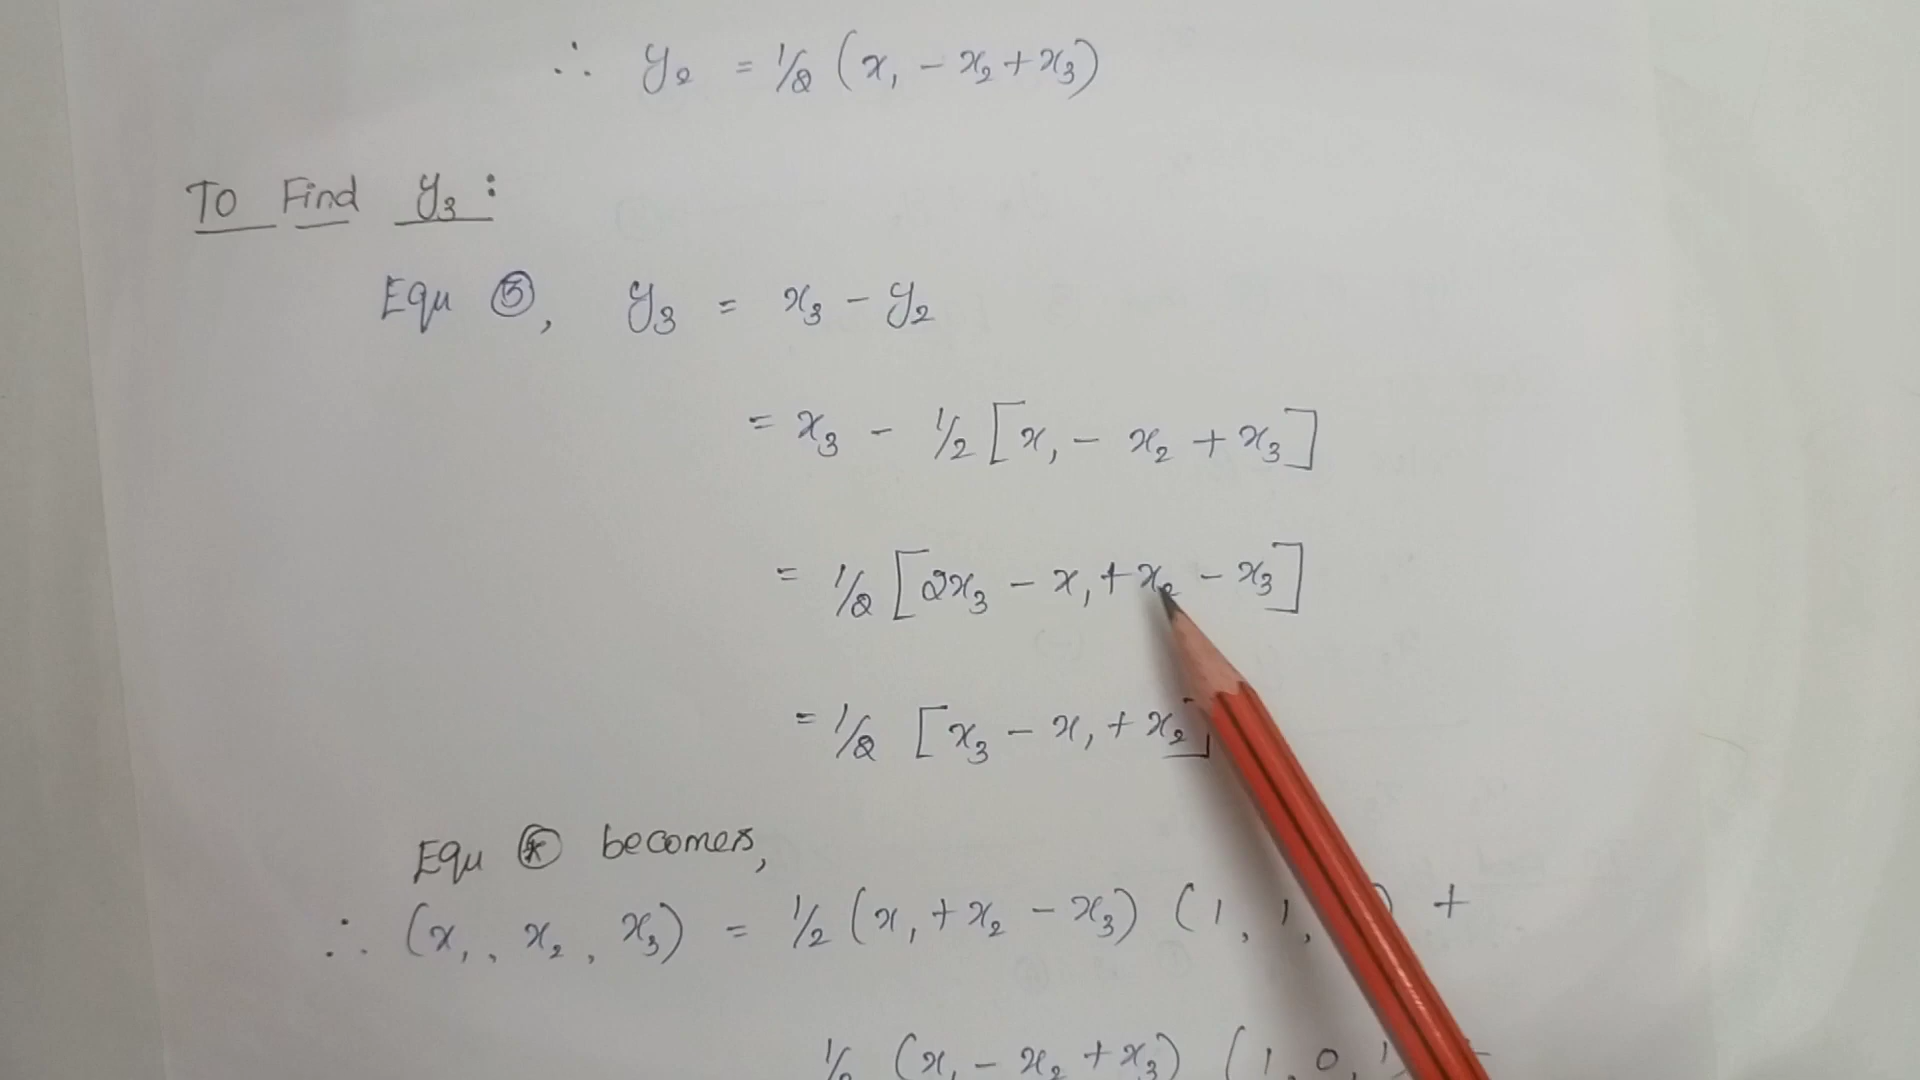 ∴ y₂ = 1/2 (x₁ - x₂ + x₃)
To Find y₃ :
Equ ⑤, y₃ = x₃ - y₂
= x₃ - 1/2 [x₁ - x₂ + x₃]
= 1/2 [2x₃ - x₁ + x₂ - x₃]
= 1/2 [x₃ - x₁ + x₂]
Equ ⊛ becomes,
∴ (x₁, x₂, x₃) = 1/2 (x₁ + x₂ - x₃) (1, 1, ) +
1/2 (x₁ - x₂ + x₃) (1, 0, 1